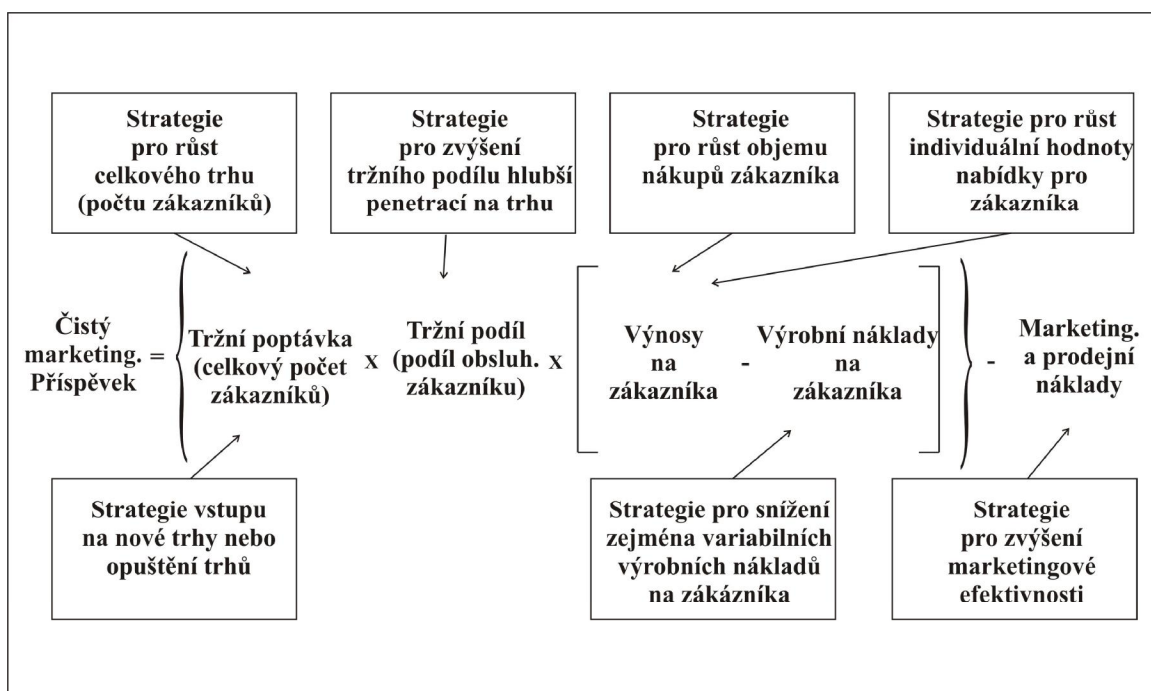 Strategie
pro růst
celkového trhu
(počtu zákazníků)
Strategie
pro zvýšení
tržního podílu hlubší
penetrací na trhu
Strategie
pro růst objemu
nákupů zákazníka
Strategie pro růst
individuální hodnoty
nabídky pro
zákazníka
Čistý
marketing. =
Příspěvek
Tržní poptávka
(celkový počet
zákazníků)
x
Tržní podíl
(podíl obsluh.
zákazníku)
x
Výnosy
na
zákazníka
-
Výrobní náklady
na
zákazníka
-
Marketing.
a prodejní
náklady
Strategie vstupu
na nové trhy nebo
opuštění trhů
Strategie pro snížení
zejména variabilních
výrobních nákladů
na zákázníka
Strategie
pro zvýšení
marketingové
efektivnosti